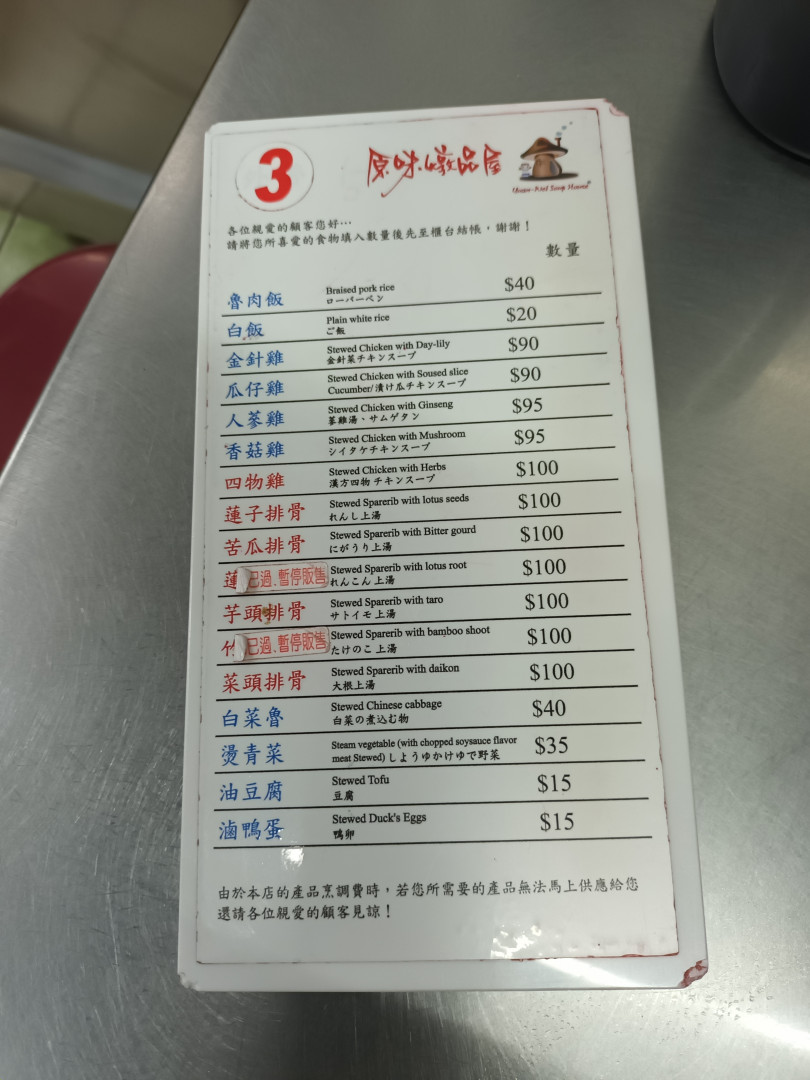 3
原味燉品屋
各位親愛的顧客您好…
請將您所喜愛的食物填入數量後先至櫃台結帳，謝謝！
數量
魯肉飯 Braised pork rice $40
ローパーペン
白飯 Plain white rice $20
ご飯
金針雞 Stewed Chicken with Day-lily $90
金針菜チキンスープ
瓜仔雞 Stewed Chicken with Soused slice $90
Cucumber/漬け瓜チキンスープ
人蔘雞 Stewed Chicken with Ginseng $95
蔘雞湯、サムゲタン
香菇雞 Stewed Chicken with Mushroom $95
シイタケチキンスープ
四物雞 Stewed Chicken with Herbs $100
漢方四物 チキンスープ
蓮子排骨 Stewed Sparerib with lotus seeds $100
れんし上湯
苦瓜排骨 Stewed Sparerib with Bitter gourd $100
にがうり上湯
蓮 已過.暫停販售 Stewed Sparerib with lotus root $100
れんこん上湯
芋頭排骨 Stewed Sparerib with taro $100
サトイモ上湯
竹 已過.暫停販售 Stewed Sparerib with bamboo shoot $100
たけのこ上湯
菜頭排骨 Stewed Sparerib with daikon $100
大根上湯
白菜魯 Stewed Chinese cabbage $40
白菜の煮込む物
燙青菜 Steam vegetable (with chopped soysauce flavor $35
meat Stewed) しようゆかけゆで野菜
油豆腐 Stewed Tofu $15
豆腐
滷鴨蛋 Stewed Duck's Eggs $15
鴨卵
由於本店的產品烹調費時，若您所需要的產品無法馬上供應給您
還請各位親愛的顧客見諒！